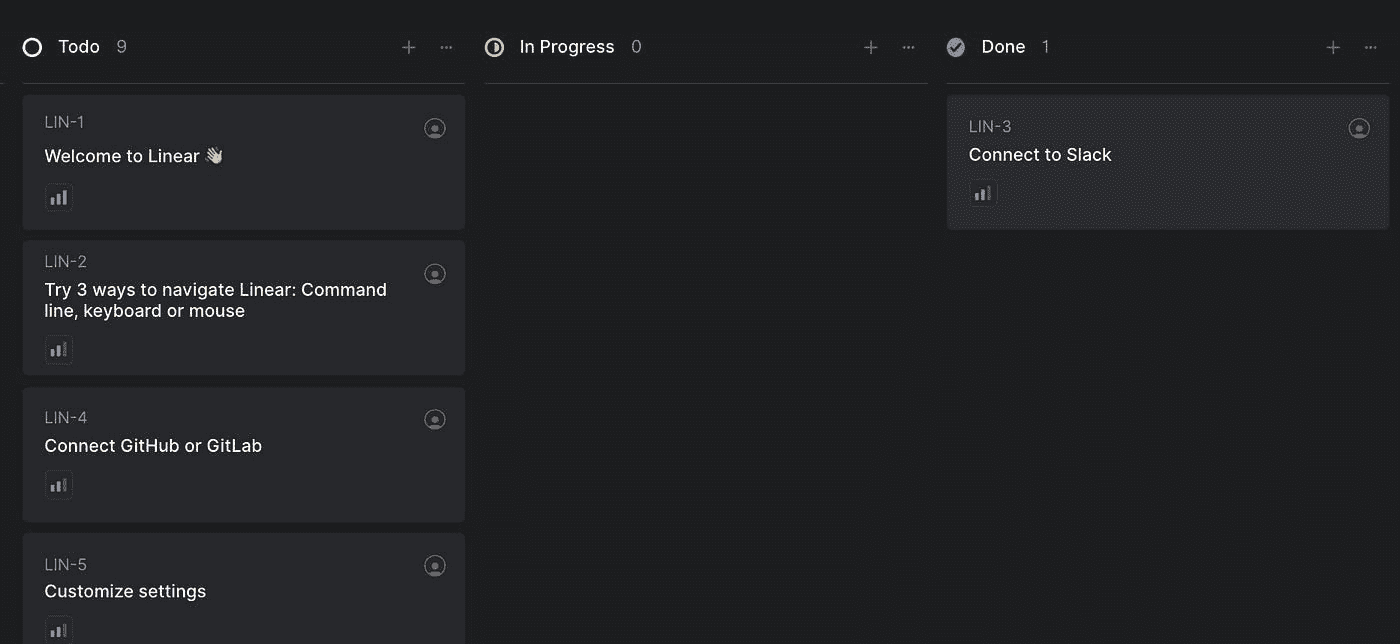 Todo 9
In Progress 0
Done 1
LIN-1
Welcome to Linear 👋
LIN-2
Try 3 ways to navigate Linear: Command
line, keyboard or mouse
LIN-4
Connect GitHub or GitLab
LIN-5
Customize settings
LIN-3
Connect to Slack